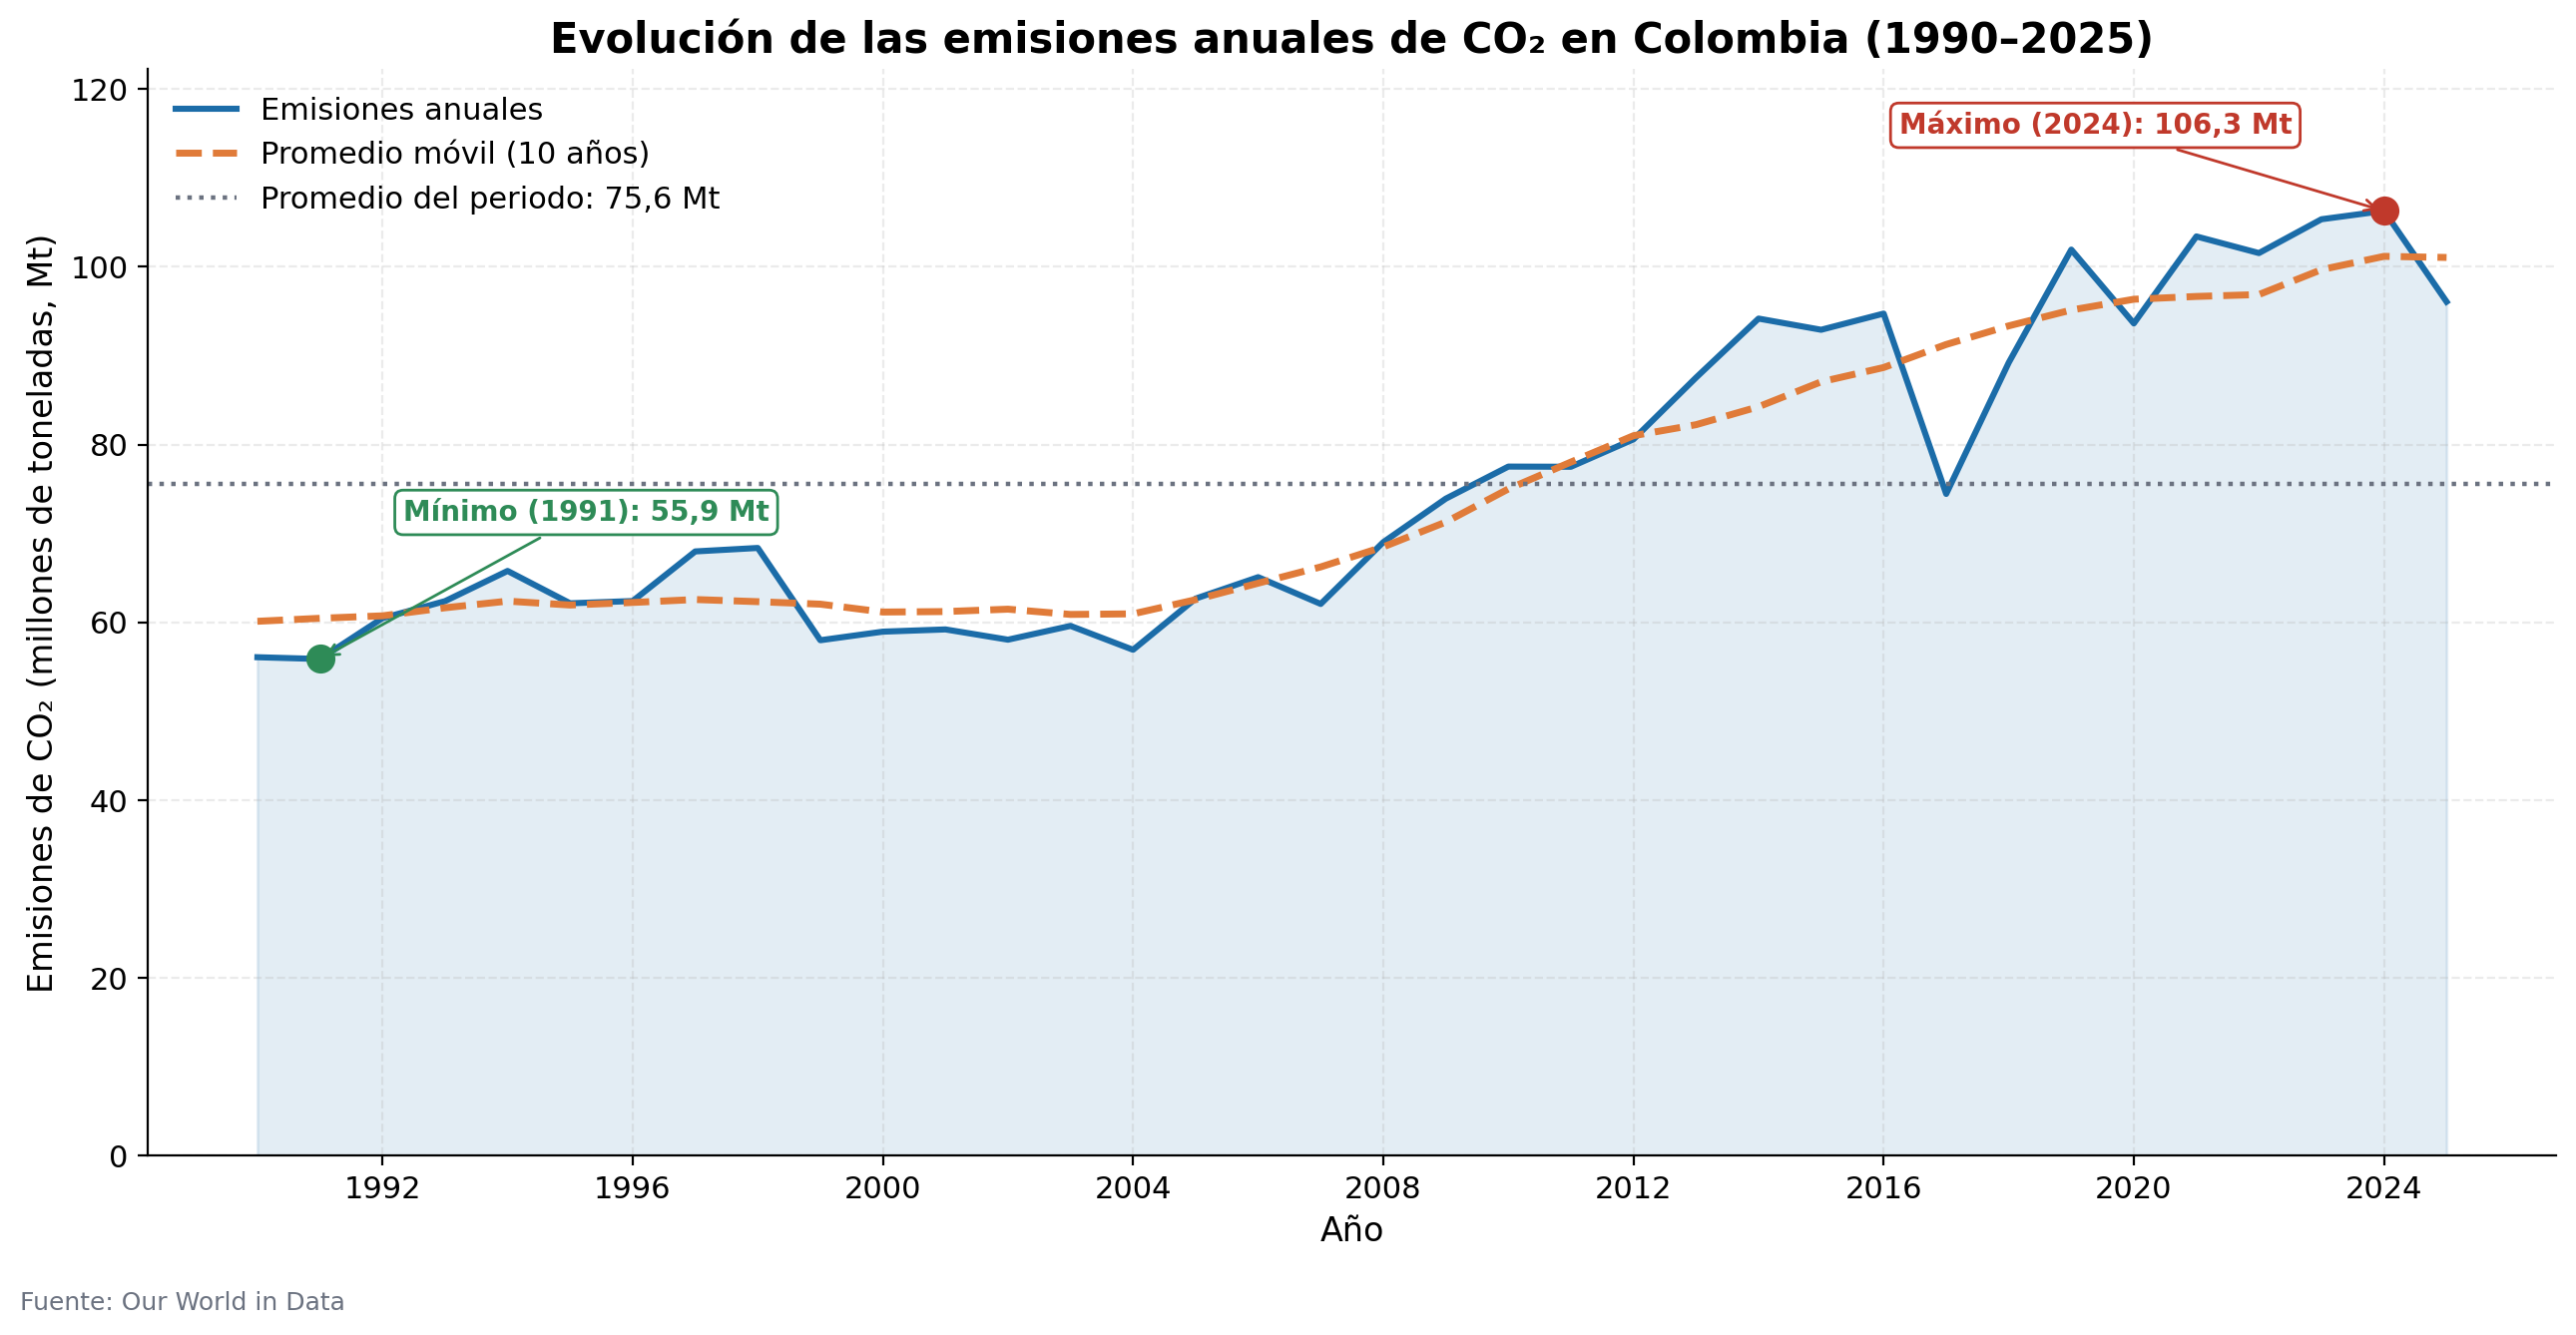 Evolución de las emisiones anuales de CO₂ en Colombia (1990–2025)
Emisiones de CO₂ (millones de toneladas, Mt)
120
100
80
60
40
20
0
Emisiones anuales
Promedio móvil (10 años)
Promedio del periodo: 75,6 Mt
Máximo (2024): 106,3 Mt
Mínimo (1991): 55,9 Mt
1992
1996
2000
2004
2008
2012
2016
2020
2024
Año
Fuente: Our World in Data